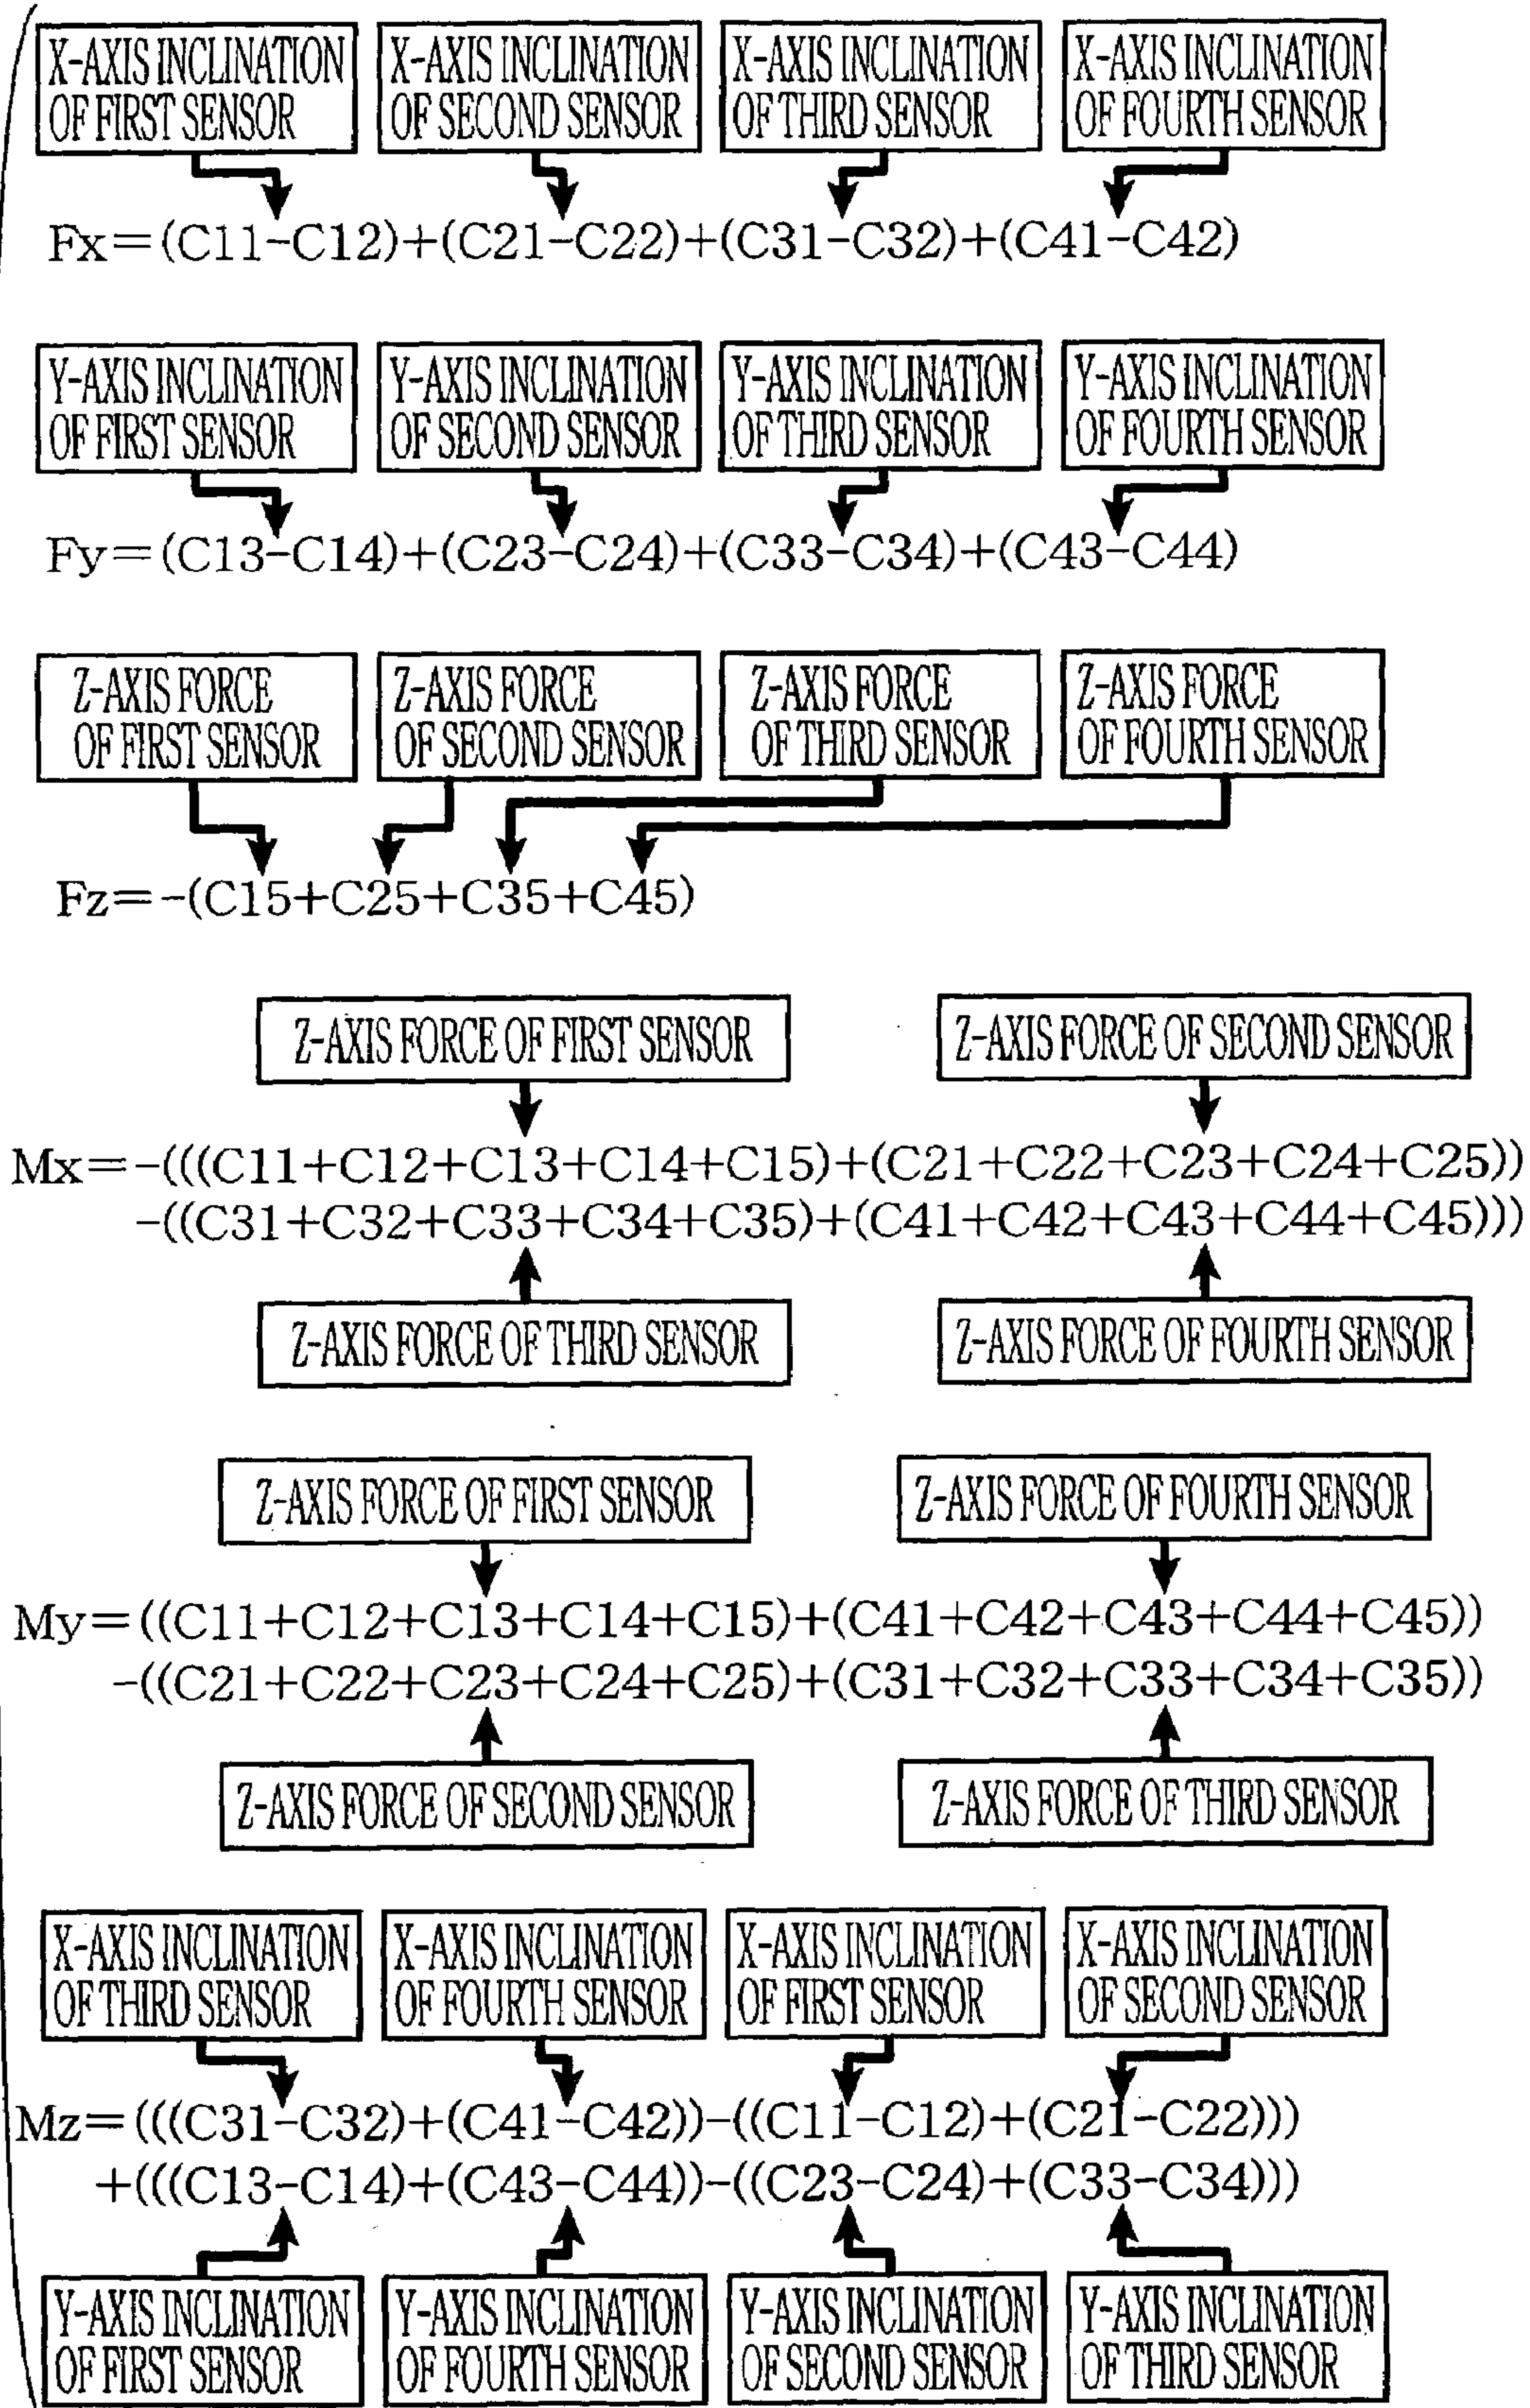 X-AXIS INCLINATION
OF FIRST SENSOR
X-AXIS INCLINATION
OF SECOND SENSOR
X-AXIS INCLINATION
OF THIRD SENSOR
X-AXIS INCLINATION
OF FOURTH SENSOR
Fx=(C11-C12)+(C21-C22)+(C31-C32)+(C41-C42)
Y-AXIS INCLINATION
OF FIRST SENSOR
Y-AXIS INCLINATION
OF SECOND SENSOR
Y-AXIS INCLINATION
OF THIRD SENSOR
Y-AXIS INCLINATION
OF FOURTH SENSOR
Fy=(C13-C14)+(C23-C24)+(C33-C34)+(C43-C44)
Z-AXIS FORCE
OF FIRST SENSOR
Z-AXIS FORCE
OF SECOND SENSOR
Z-AXIS FORCE
OF THIRD SENSOR
Z-AXIS FORCE
OF FOURTH SENSOR
Fz=-(C15+C25+C35+C45)
Z-AXIS FORCE OF FIRST SENSOR
Z-AXIS FORCE OF SECOND SENSOR
Mx=-(((C11+C12+C13+C14+C15)+(C21+C22+C23+C24+C25))
-((C31+C32+C33+C34+C35)+(C41+C42+C43+C44+C45)))
Z-AXIS FORCE OF THIRD SENSOR
Z-AXIS FORCE OF FOURTH SENSOR
Z-AXIS FORCE OF FIRST SENSOR
Z-AXIS FORCE OF FOURTH SENSOR
My=((C11+C12+C13+C14+C15)+(C41+C42+C43+C44+C45))
-((C21+C22+C23+C24+C25)+(C31+C32+C33+C34+C35))
Z-AXIS FORCE OF SECOND SENSOR
Z-AXIS FORCE OF THIRD SENSOR
X-AXIS INCLINATION
OF THIRD SENSOR
X-AXIS INCLINATION
OF FOURTH SENSOR
X-AXIS INCLINATION
OF FIRST SENSOR
X-AXIS INCLINATION
OF SECOND SENSOR
Mz=(((C31-C32)+(C41-C42))-((C11-C12)+(C21-C22)))
+(((C13-C14)+(C43-C44))-((C23-C24)+(C33-C34)))
Y-AXIS INCLINATION
OF FIRST SENSOR
Y-AXIS INCLINATION
OF FOURTH SENSOR
Y-AXIS INCLINATION
OF SECOND SENSOR
Y-AXIS INCLINATION
OF THIRD SENSOR